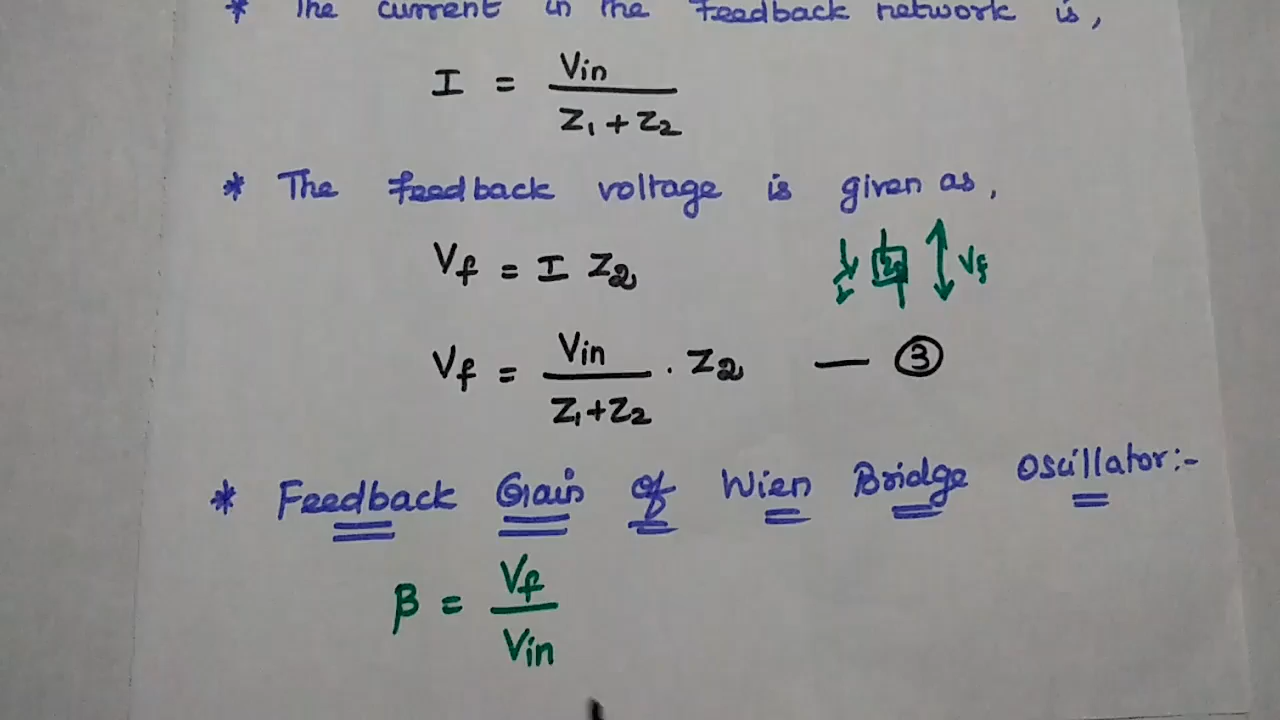 * The current in the feedback network is,
I = Vin / Z1 + Z2
* The feedback voltage is given as,
Vf = I Z2
Z2 Vf
Vf = Vin / Z1+Z2 . Z2 — ③
* Feedback Gain of Wien Bridge Oscillator:-
β = Vf / Vin